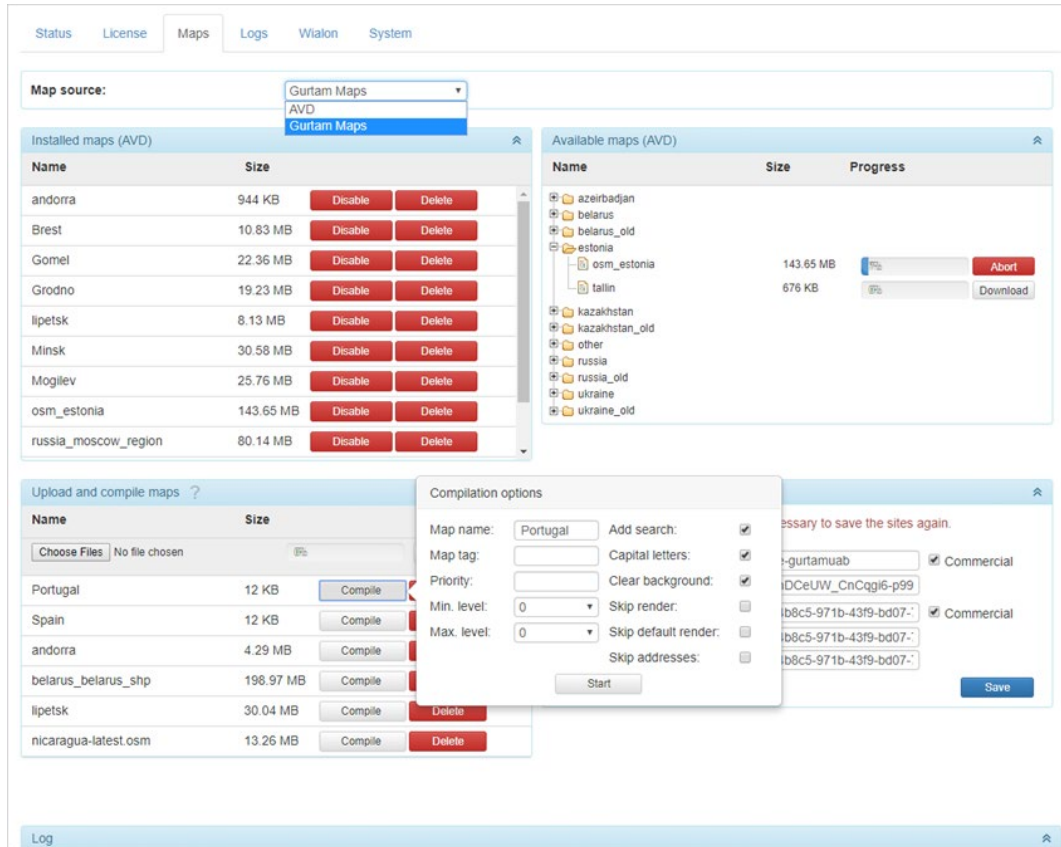 Status License Maps Logs Wialon System
Map source: Gurtam Maps
AVD
Gurtam Maps
Installed maps (AVD)
Name Size
andorra 944 KB Disable Delete
Brest 10.83 MB Disable Delete
Gomel 22.36 MB Disable Delete
Grodno 19.23 MB Disable Delete
lipetsk 8.13 MB Disable Delete
Minsk 30.58 MB Disable Delete
Mogilev 25.76 MB Disable Delete
osm_estonia 143.65 MB Disable Delete
russia_moscow_region 80.14 MB Disable Delete
Available maps (AVD)
Name Size Progress
azeirbadjan
belarus
belarus_old
estonia
osm_estonia 143.65 MB Abort
tallin 676 KB Download
kazakhstan
kazakhstan_old
other
russia
russia_old
ukraine
ukraine_old
Upload and compile maps ?
Name Size
Choose Files No file chosen
Portugal 12 KB Compile
Spain 12 KB Compile
andorra 4.29 MB Compile
belarus_belarus_shp 198.97 MB Compile
lipetsk 30.04 MB Compile Delete
nicaragua-latest.osm 13.26 MB Compile Delete
Compilation options
Map name: Portugal Add search:
Map tag: Capital letters:
Priority: Clear background:
Min. level: 0 Skip render:
Max. level: 0 Skip default render:
Skip addresses:
Start
essary to save the sites again.
e-gurtamuab Commercial
DCeUW_CnCqgi6-p99
b8c5-971b-43f9-bd07- Commercial
b8c5-971b-43f9-bd07-
b8c5-971b-43f9-bd07-
Save
Log